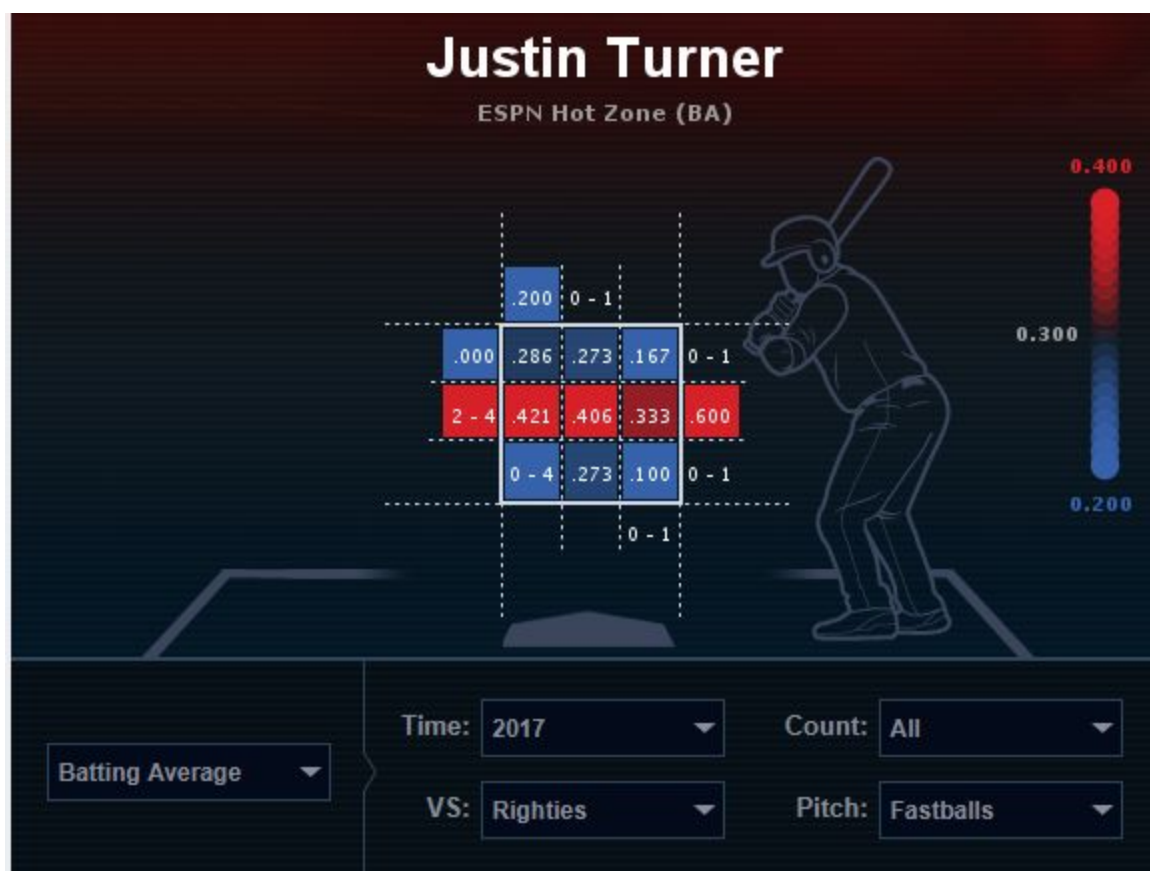 Justin Turner
ESPN Hot Zone (BA)
0.400
.200 0 - 1
0.300
.000 .286 .273 .167 0 - 1
2 - 4 .421 .406 .333 .600
0 - 4 .273 .100 0 - 1
0.200
0 - 1
Time: 2017 Count: All
Batting Average
VS: Righties Pitch: Fastballs